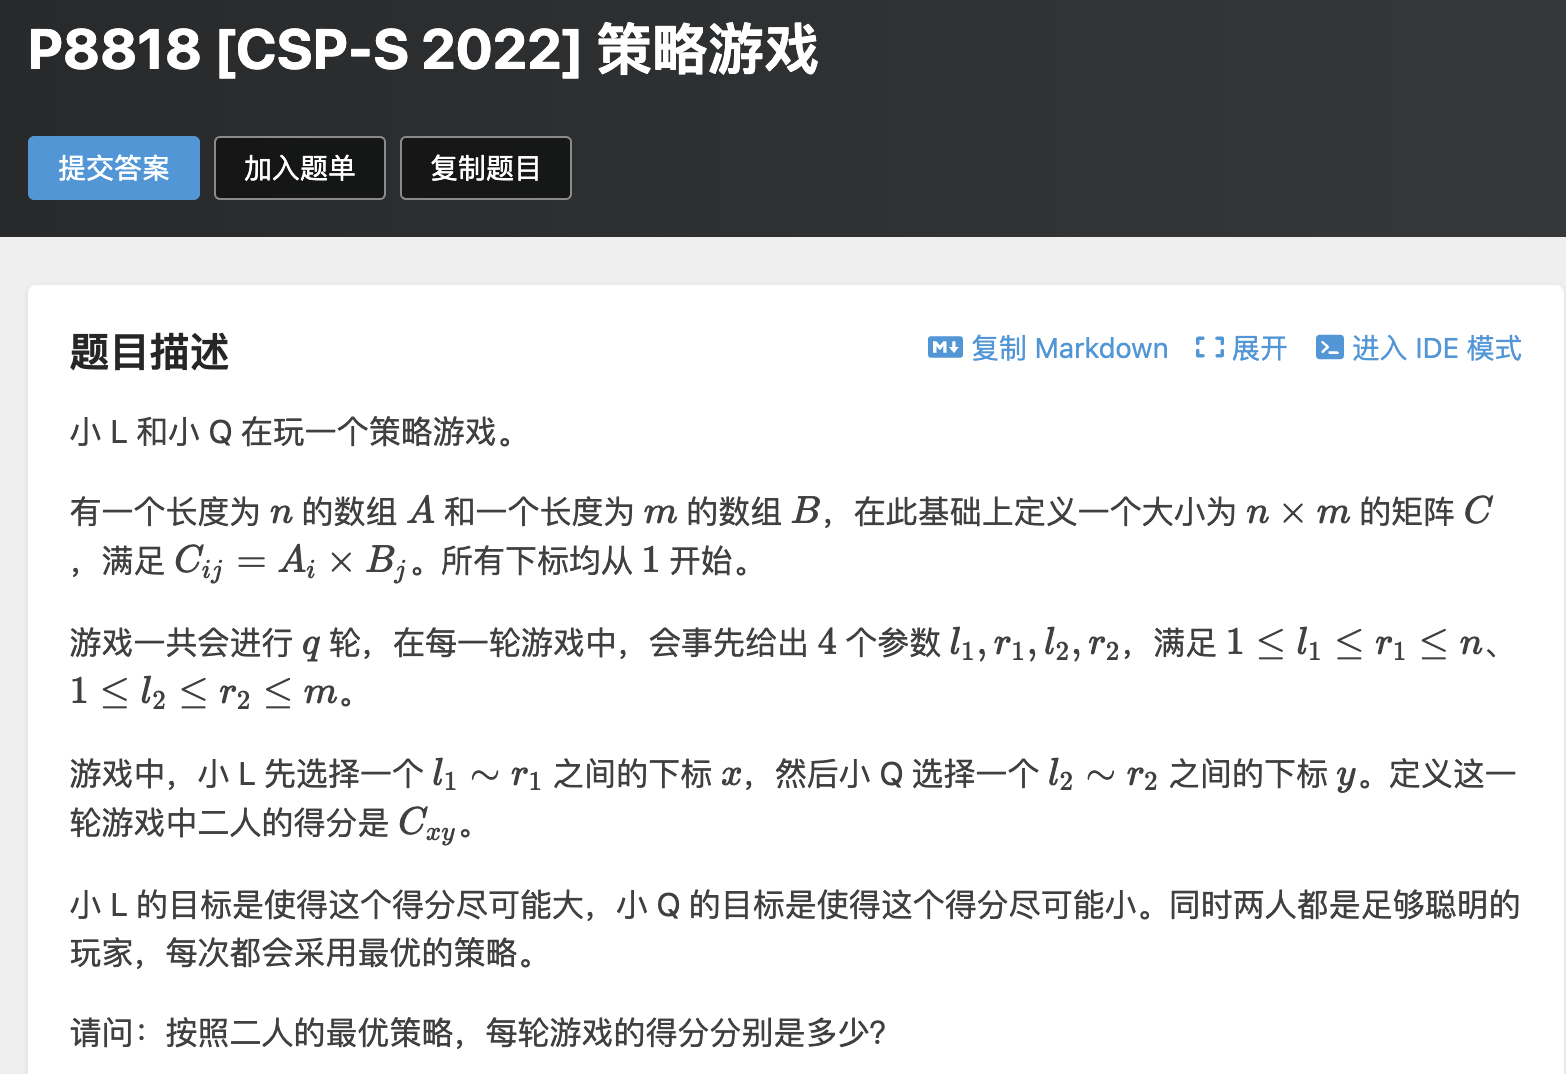 P8818 [CSP-S 2022] 策略游戏
提交答案 加入题单 复制题目
题目描述 复制 Markdown 展开 进入 IDE 模式
小 L 和小 Q 在玩一个策略游戏。
有一个长度为 n 的数组 A 和一个长度为 m 的数组 B，在此基础上定义一个大小为 n × m 的矩阵 C
，满足 C_{ij} = A_i × B_j。所有下标均从 1 开始。
游戏一共会进行 q 轮，在每一轮游戏中，会事先给出 4 个参数 l_1, r_1, l_2, r_2，满足 1 ≤ l_1 ≤ r_1 ≤ n、
1 ≤ l_2 ≤ r_2 ≤ m。
游戏中，小 L 先选择一个 l_1 ∼ r_1 之间的下标 x，然后小 Q 选择一个 l_2 ∼ r_2 之间的下标 y。定义这一
轮游戏中二人的得分是 C_{xy}。
小 L 的目标是使得这个得分尽可能大，小 Q 的目标是使得这个得分尽可能小。同时两人都是足够聪明的
玩家，每次都会采用最优的策略。
请问：按照二人的最优策略，每轮游戏的得分分别是多少？